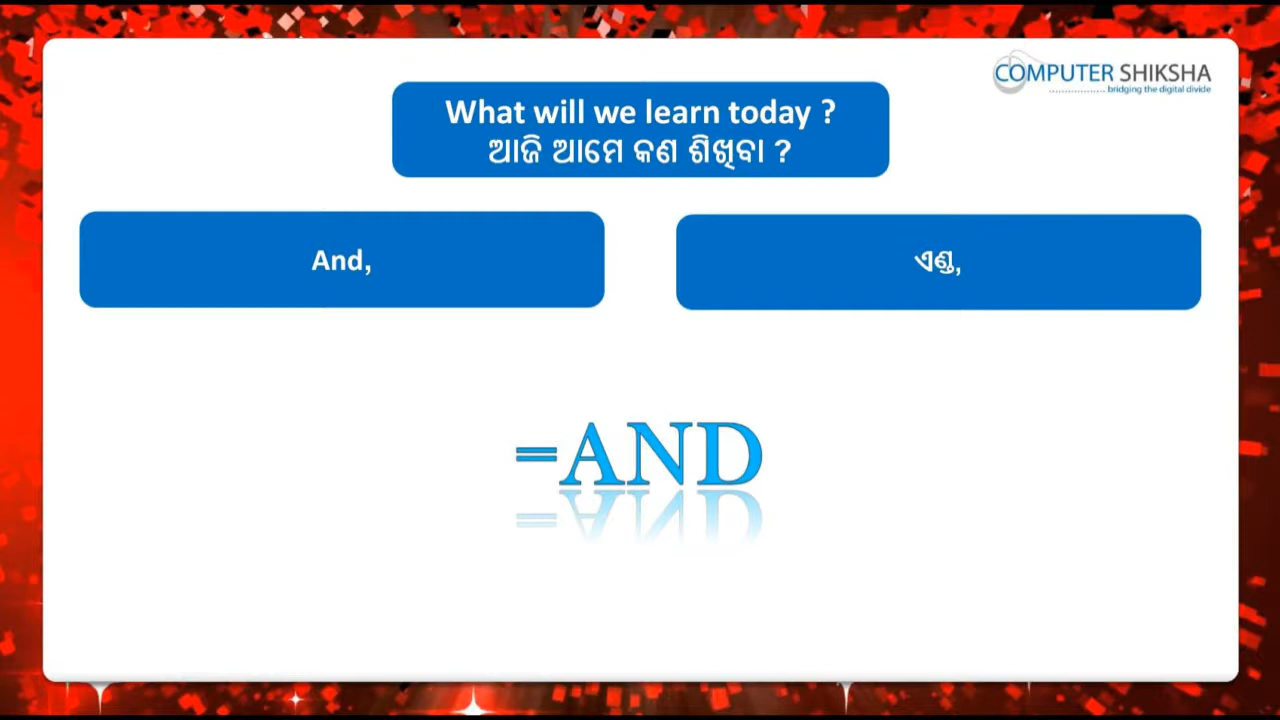 COMPUTER SHIKSHA
bridging the digital divide
What will we learn today ?
ଆଜି ଆମେ କଣ ଶିଖିବା ?
And,
ଏଣ୍ଡ,
=AND